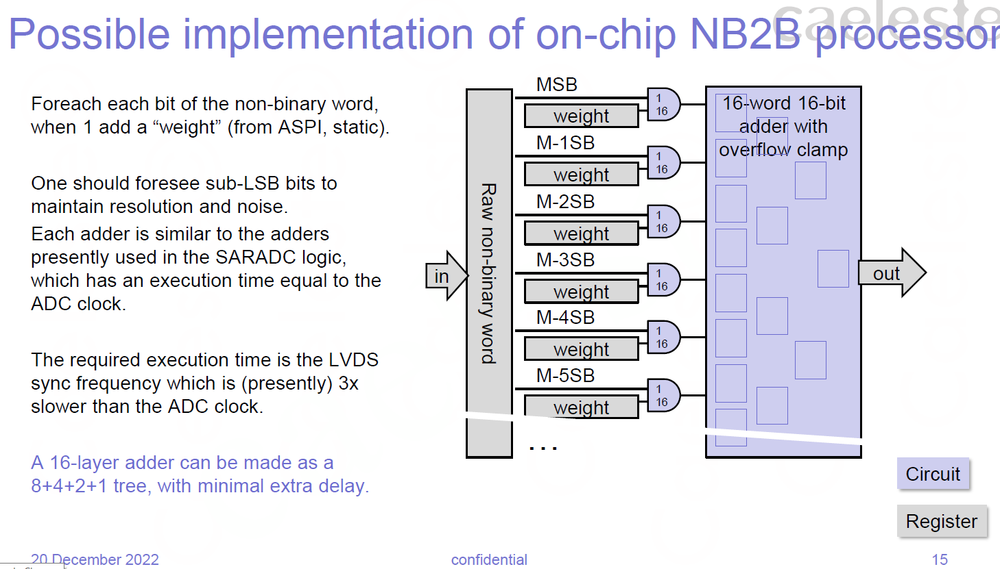 caeleste
Possible implementation of on-chip NB2B processor
Foreach each bit of the non-binary word,
when 1 add a “weight” (from ASPI, static).
One should foresee sub-LSB bits to
maintain resolution and noise.
Each adder is similar to the adders
presently used in the SARADC logic,
which has an execution time equal to the
ADC clock.
The required execution time is the LVDS
sync frequency which is (presently) 3x
slower than the ADC clock.
A 16-layer adder can be made as a
8+4+2+1 tree, with minimal extra delay.
in
Raw non-binary word
MSB
weight
1
16
M-1SB
weight
1
16
M-2SB
weight
1
16
M-3SB
weight
1
16
M-4SB
weight
1
16
M-5SB
weight
1
16
...
16-word 16-bit
adder with
overflow clamp
out
Circuit
Register
20 December 2022
confidential
15